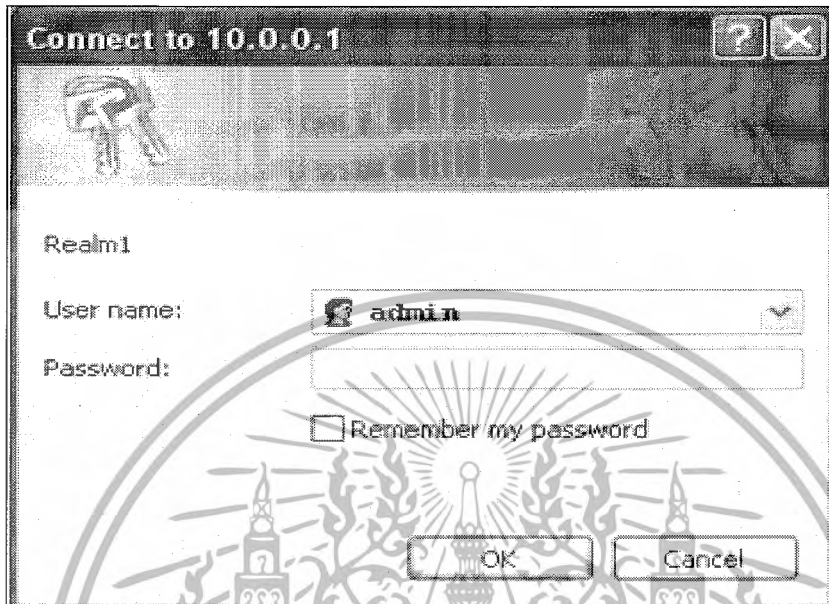 Connect to 10.0.0.1
Realm1
User name:
admin
Password:
Remember my password
OK
Cancel